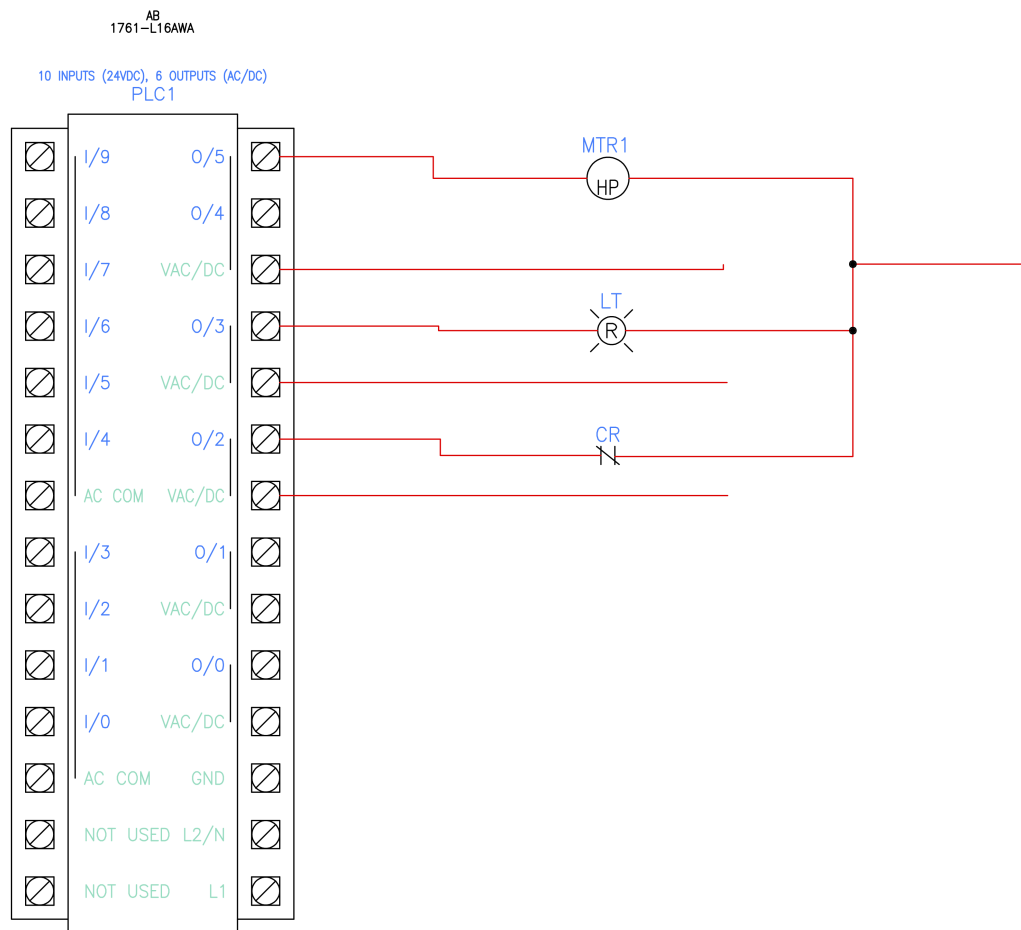 AB
1761-L16AWA
10 INPUTS (24VDC), 6 OUTPUTS (AC/DC)
PLC1
I/9 O/5 MTR1
HP
I/8 O/4
I/7 VAC/DC
LT
I/6 O/3 R
I/5 VAC/DC
I/4 O/2 CR
AC COM VAC/DC
I/3 O/1
I/2 VAC/DC
I/1 O/0
I/0 VAC/DC
AC COM GND
NOT USED L2/N
NOT USED L1